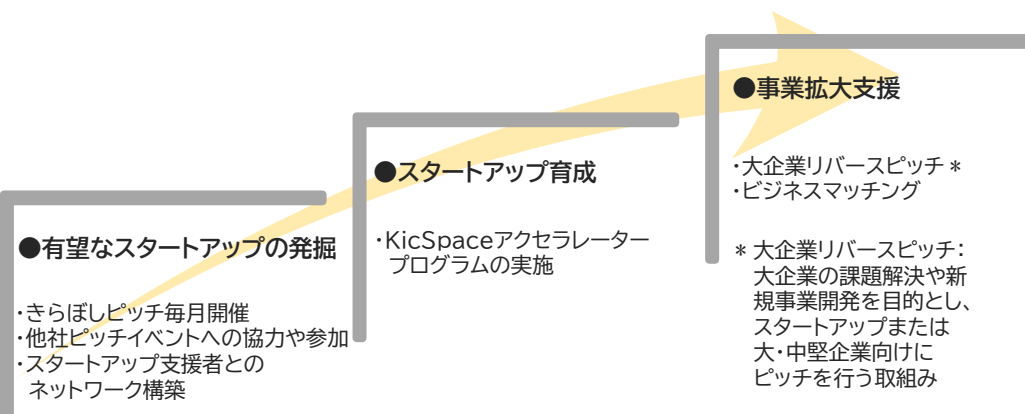 ●有望なスタートアップの発掘
・きらぼしピッチ毎月開催
・他社ピッチイベントへの協力や参加
・スタートアップ支援者との
ネットワーク構築
●スタートアップ育成
・KicSpaceアクセラレーター
プログラムの実施
●事業拡大支援
・大企業リバースピッチ＊
・ビジネスマッチング
＊大企業リバースピッチ：
大企業の課題解決や新
規事業開発を目的とし、
スタートアップまたは
大・中堅企業向けに
ピッチを行う取組み